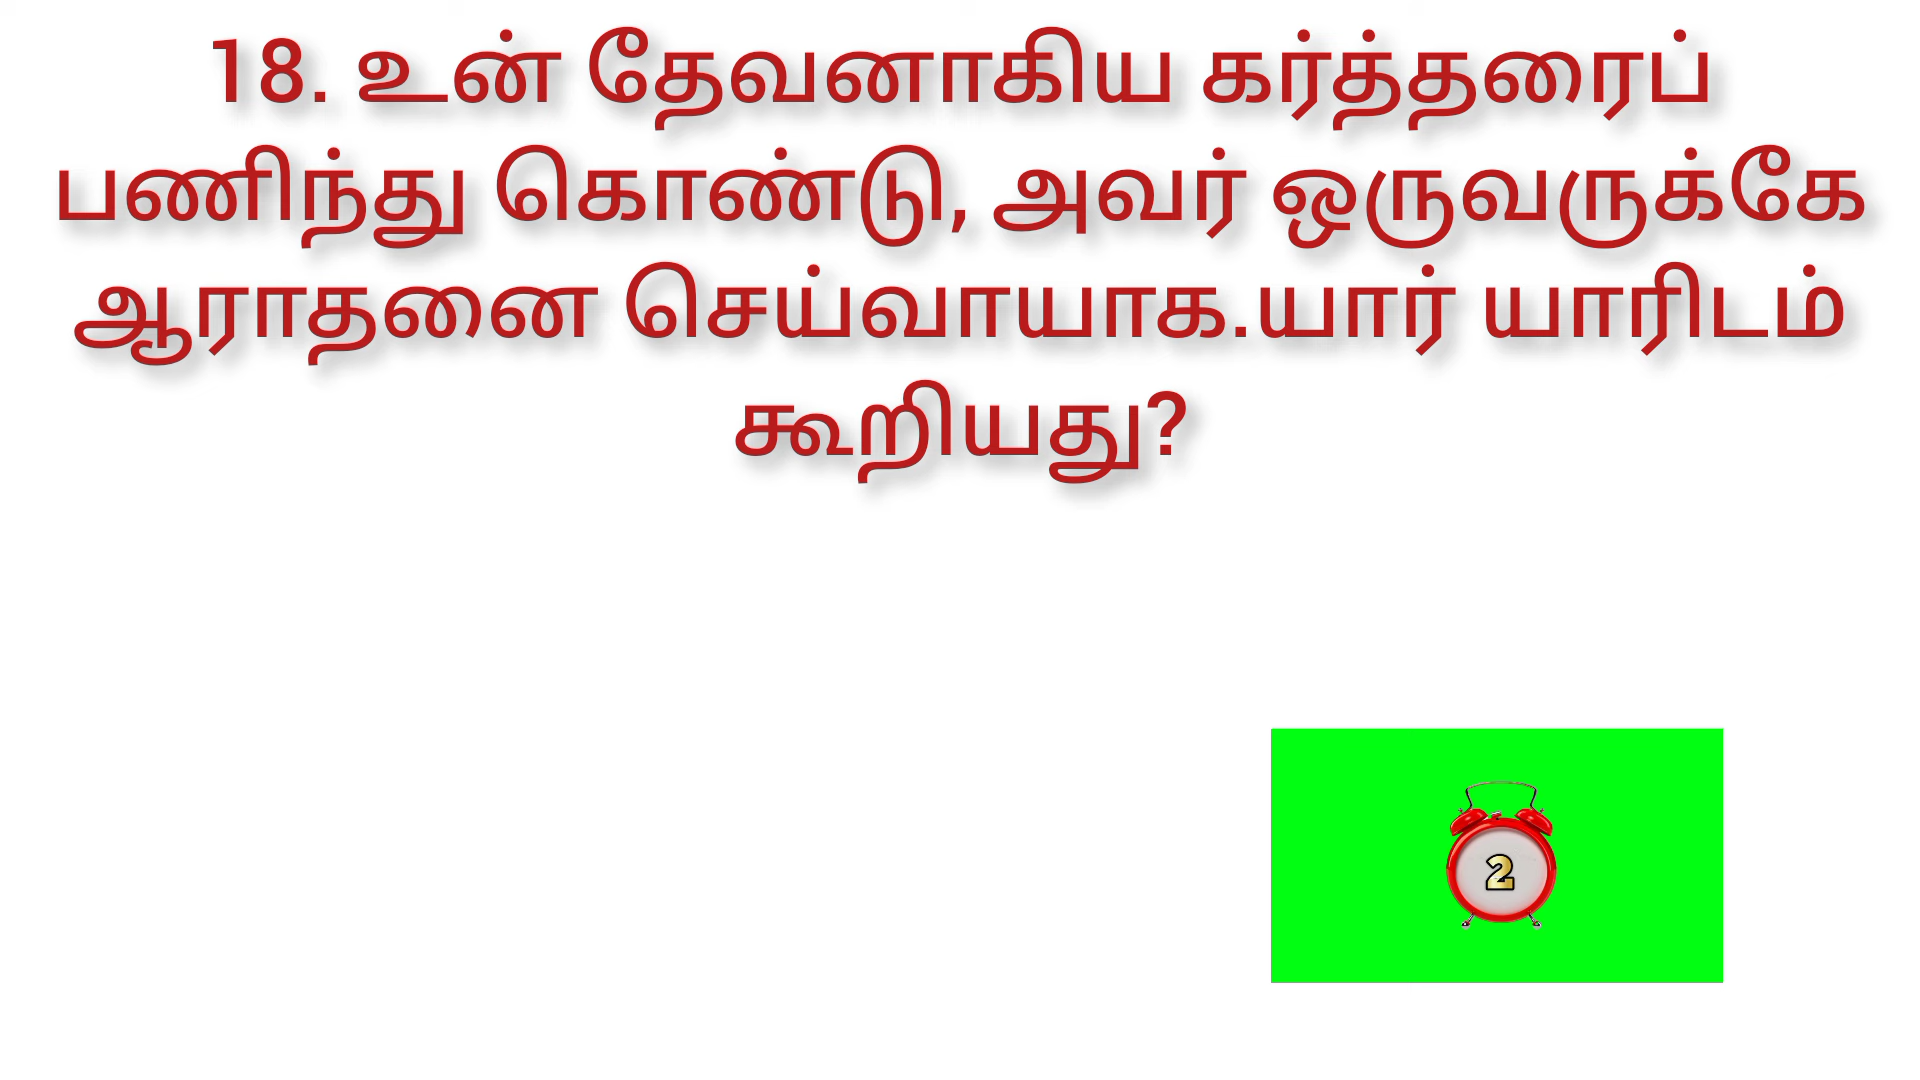 18. உன் தேவனாகிய கர்த்தரைப்
பணிந்து கொண்டு, அவர் ஒருவருக்கே
ஆராதனை செய்வாயாக.யார் யாரிடம்
கூறியது?
2